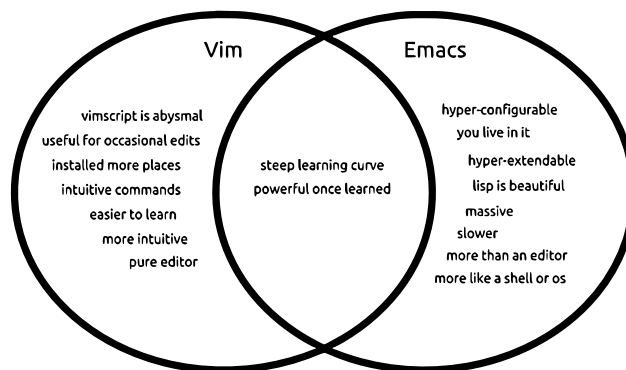 Vim
vimscript is abysmal
useful for occasional edits
installed more places
intuitive commands
easier to learn
more intuitive
pure editor
steep learning curve
powerful once learned
Emacs
hyper-configurable
you live in it
hyper-extendable
lisp is beautiful
massive
slower
more than an editor
more like a shell or os